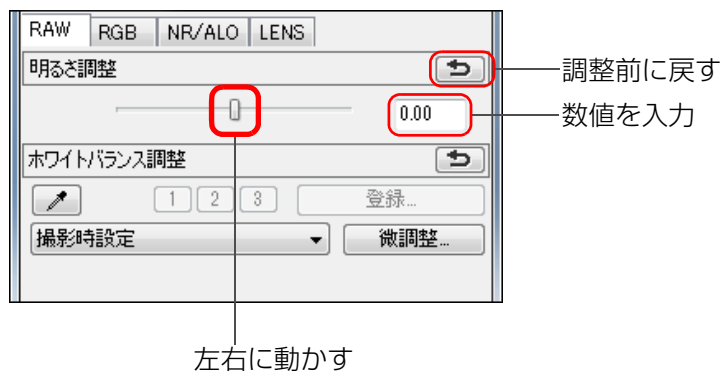 RAW RGB NR/ALO LENS
明るさ調整
調整前に戻す
0.00
数値を入力
ホワイトバランス調整
1 2 3 登録...
撮影時設定 微調整...
左右に動かす